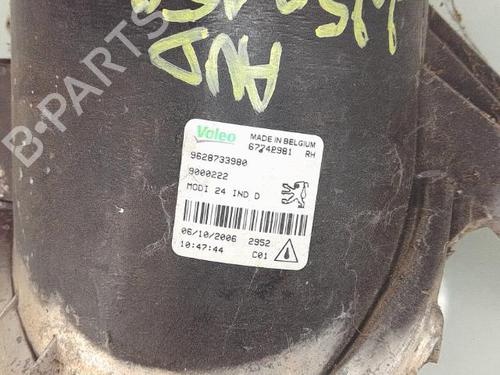 AUD
B-PARTS
Valeo
MADE IN BELGIUM
67742981 RH
9628733980
9000222
MODI 24 IND D
06/10/2006 2952
10:47:44 C01